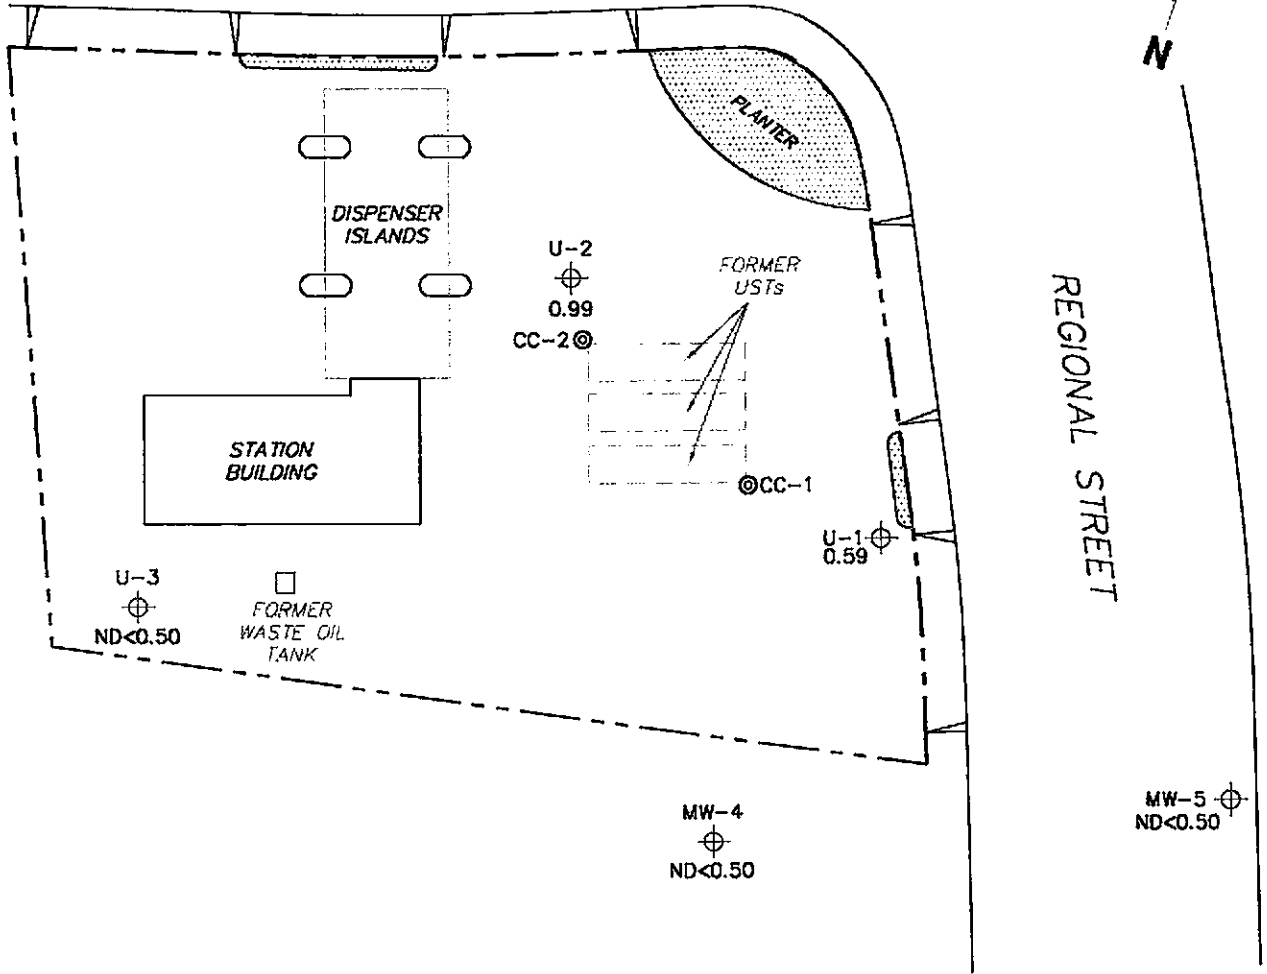 N
PLANTER
DISPENSER
ISLANDS
U-2
0.99
FORMER
USTs
CC-2
REGIONAL STREET
STATION
BUILDING
CC-1
U-1
0.59
U-3
ND<0.50
FORMER
WASTE OIL
TANK
MW-4
ND<0.50
MW-5
ND<0.50